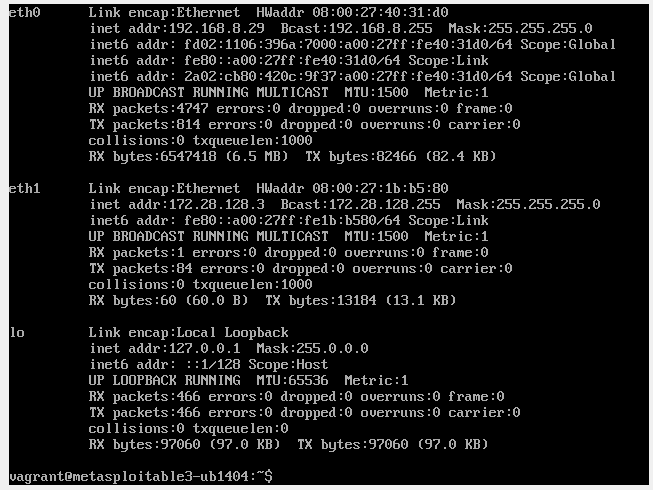 eth0      Link encap:Ethernet  HWaddr 08:00:27:40:31:d0
          inet addr:192.168.8.29  Bcast:192.168.8.255  Mask:255.255.255.0
          inet6 addr: fd02:1106:396a:7000:a00:27ff:fe40:31d0/64 Scope:Global
          inet6 addr: fe80::a00:27ff:fe40:31d0/64 Scope:Link
          inet6 addr: 2a02:cb80:420c:9f37:a00:27ff:fe40:31d0/64 Scope:Global
          UP BROADCAST RUNNING MULTICAST  MTU:1500  Metric:1
          RX packets:4747 errors:0 dropped:0 overruns:0 frame:0
          TX packets:814 errors:0 dropped:0 overruns:0 carrier:0
          collisions:0 txqueuelen:1000
          RX bytes:6547418 (6.5 MB)  TX bytes:82466 (82.4 KB)

eth1      Link encap:Ethernet  HWaddr 08:00:27:1b:b5:80
          inet addr:172.28.128.3  Bcast:172.28.128.255  Mask:255.255.255.0
          inet6 addr: fe80::a00:27ff:fe1b:b580/64 Scope:Link
          UP BROADCAST RUNNING MULTICAST  MTU:1500  Metric:1
          RX packets:1 errors:0 dropped:0 overruns:0 frame:0
          TX packets:84 errors:0 dropped:0 overruns:0 carrier:0
          collisions:0 txqueuelen:1000
          RX bytes:60 (60.0 B)  TX bytes:13184 (13.1 KB)

lo        Link encap:Local Loopback
          inet addr:127.0.0.1  Mask:255.0.0.0
          inet6 addr: ::1/128 Scope:Host
          UP LOOPBACK RUNNING  MTU:65536  Metric:1
          RX packets:466 errors:0 dropped:0 overruns:0 frame:0
          TX packets:466 errors:0 dropped:0 overruns:0 carrier:0
          collisions:0 txqueuelen:0
          RX bytes:97060 (97.0 KB)  TX bytes:97060 (97.0 KB)

vagrant@metasploitable3-ub1404:~$